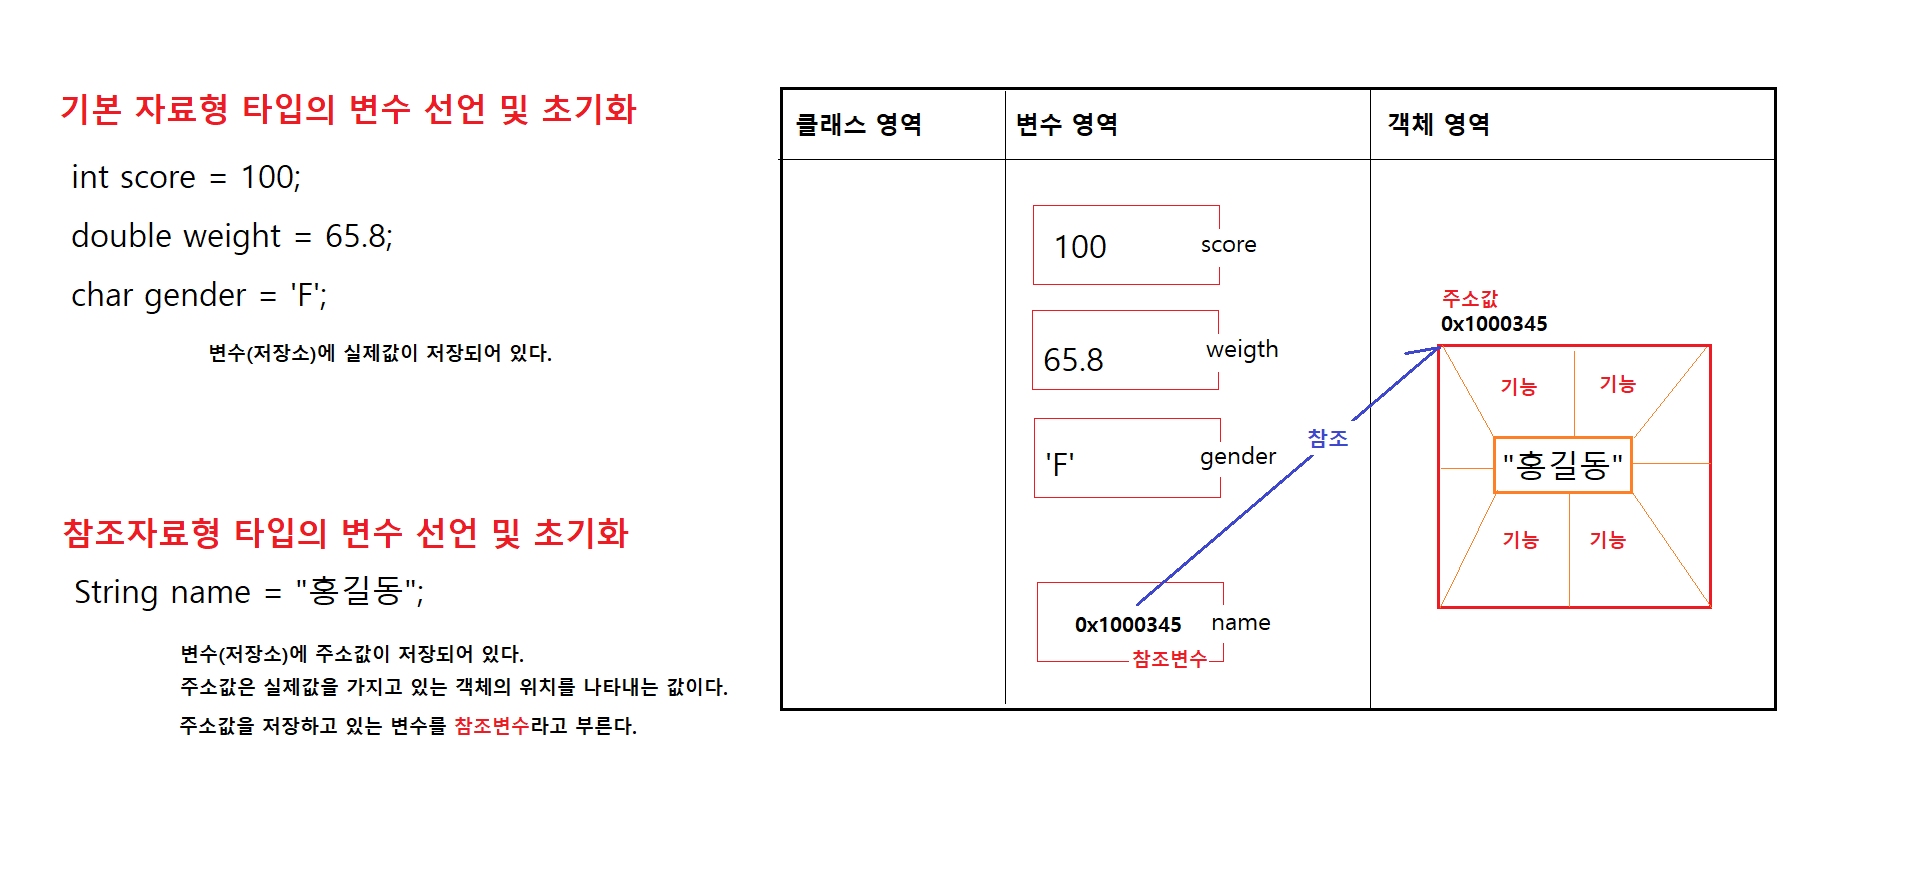 기본 자료형 타입의 변수 선언 및 초기화
int score = 100;
double weight = 65.8;
char gender = 'F';
변수(저장소)에 실제값이 저장되어 있다.
참조자료형 타입의 변수 선언 및 초기화
String name = "홍길동";
변수(저장소)에 주소값이 저장되어 있다.
주소값은 실제값을 가지고 있는 객체의 위치를 나타내는 값이다.
주소값을 저장하고 있는 변수를 참조변수라고 부른다.
클래스 영역
변수 영역
객체 영역
100
score
65.8
weigth
'F'
gender
0x1000345
name
참조변수
참조
주소값
0x1000345
기능
기능
"홍길동"
기능
기능